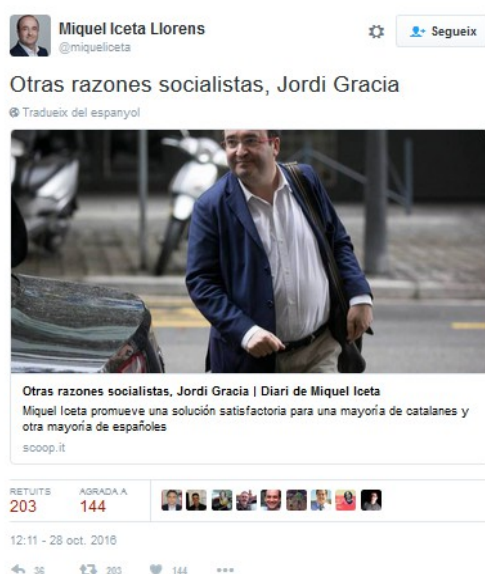 Miquel Iceta Llorens
@miqueliceta
Segueix
Otras razones socialistas, Jordi Gracia
Tradueix del espanyol
Otras razones socialistas, Jordi Gracia | Diari de Miquel Iceta
Miquel Iceta promueve una solución satisfactoria para una mayoría de catalanes y
otra mayoría de españoles
scoop.it
RETUITS AGRADA A
203 144
12:11 - 28 oct. 2016
36 203 144